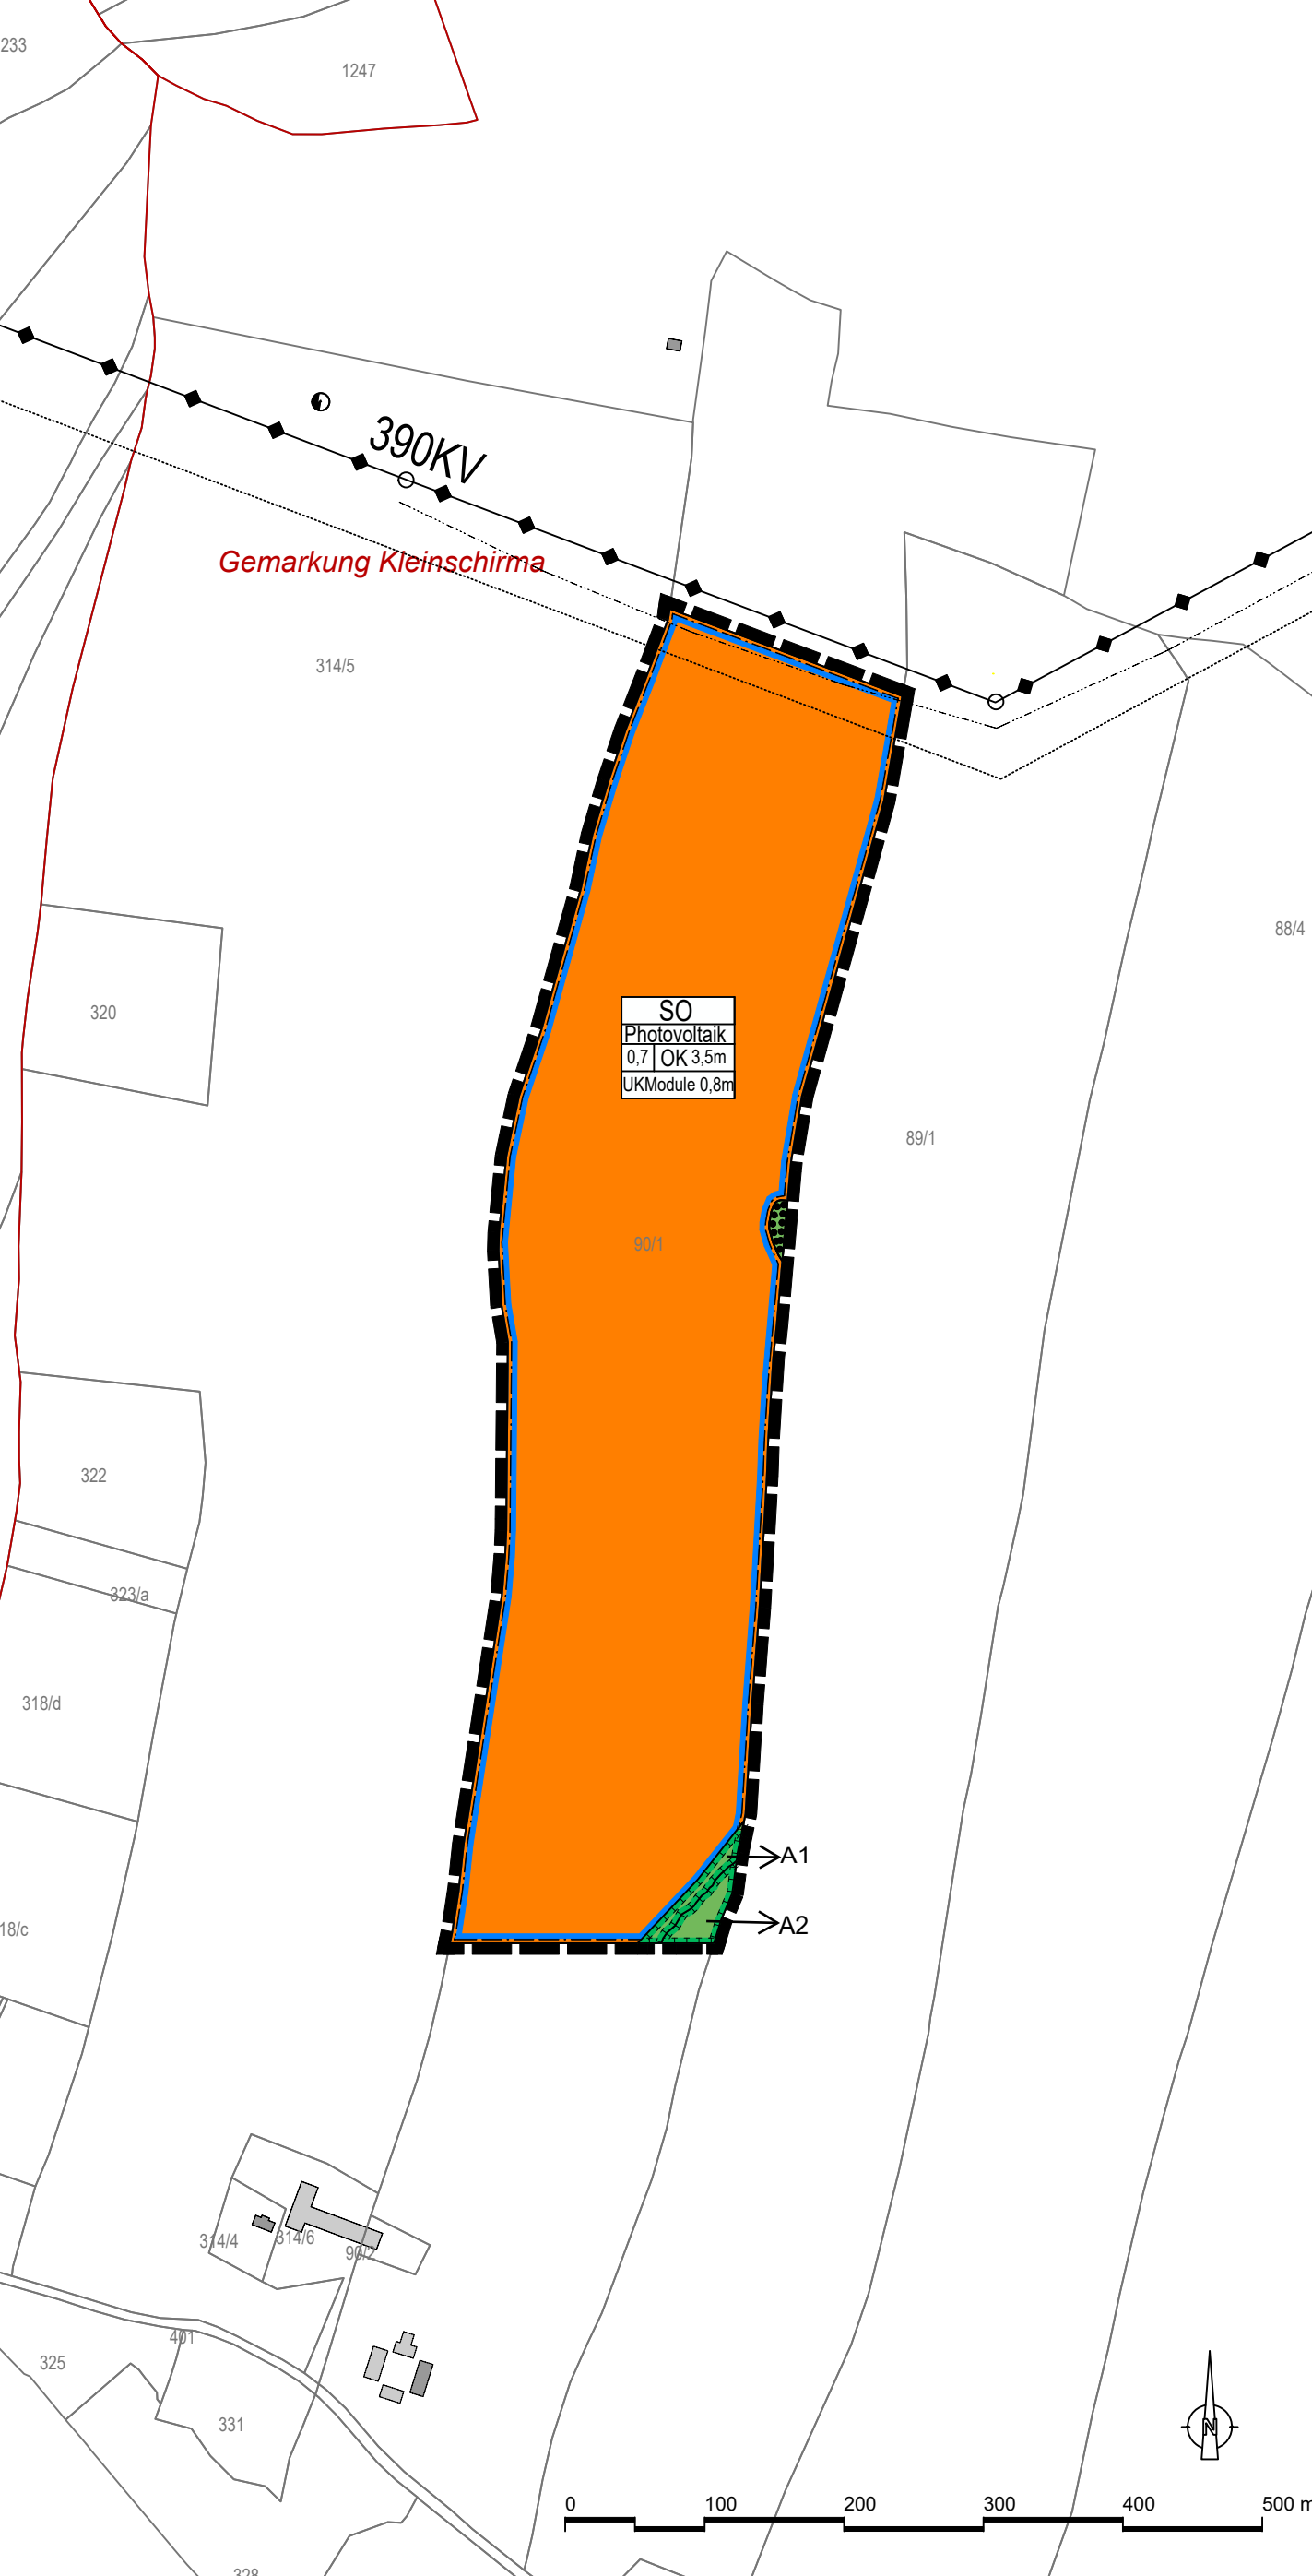 233
1247
390KV
Gemarkung Kleinschirma
314/5
88/4
320
SO
Photovoltaik
0,7 OK 3,5m
UKModule 0,8m
89/1
90/1
322
323/a
318/d
A1
A2
18/c
314/4
314/6
90/2
401
325
331
N
0 100 200 300 400 500 m
328